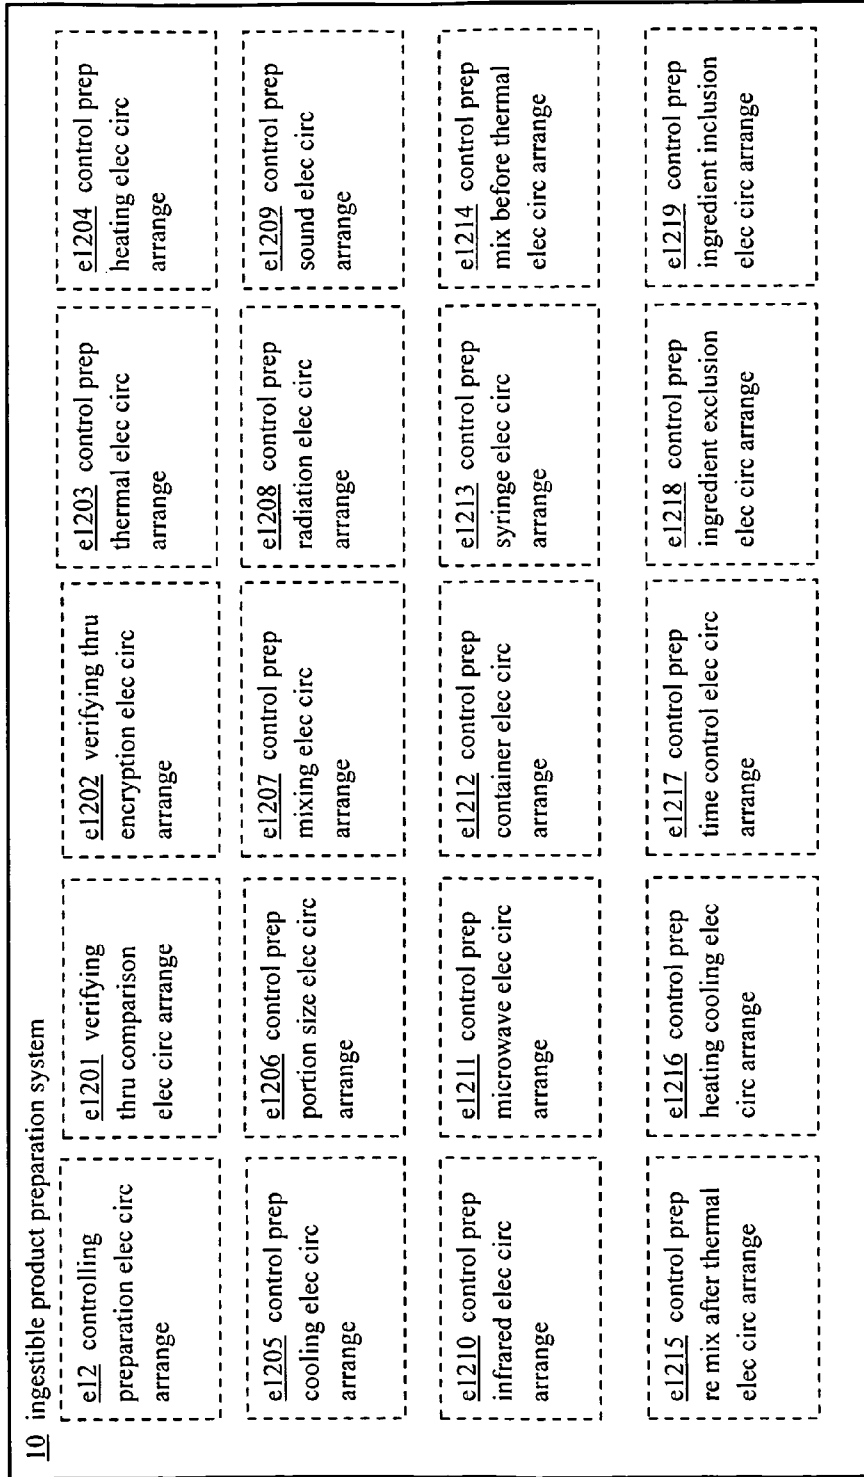 10 ingestible product preparation system
e12 controlling
preparation elec circ
arrange
e1201 verifying
thru comparison
elec circ arrange
e1202 verifying thru
encryption elec circ
arrange
e1203 control prep
thermal elec circ
arrange
e1204 control prep
heating elec circ
arrange
e1205 control prep
cooling elec circ
arrange
e1206 control prep
portion size elec circ
arrange
e1207 control prep
mixing elec circ
arrange
e1208 control prep
radiation elec circ
arrange
e1209 control prep
sound elec circ
arrange
e1210 control prep
infrared elec circ
arrange
e1211 control prep
microwave elec circ
arrange
e1212 control prep
container elec circ
arrange
e1213 control prep
syringe elec circ
arrange
e1214 control prep
mix before thermal
elec circ arrange
e1215 control prep
re mix after thermal
elec circ arrange
e1216 control prep
heating cooling elec
circ arrange
e1217 control prep
time control elec circ
arrange
e1218 control prep
ingredient exclusion
elec circ arrange
e1219 control prep
ingredient inclusion
elec circ arrange